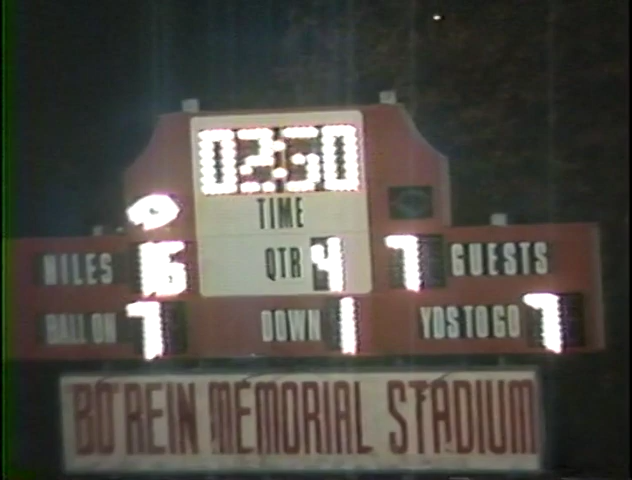 02:50
TIME
NILES 16 QTR 4 7 GUESTS
BALL ON 7 DOWN 1 YDS TO GO 7
BO REIN MEMORIAL STADIUM